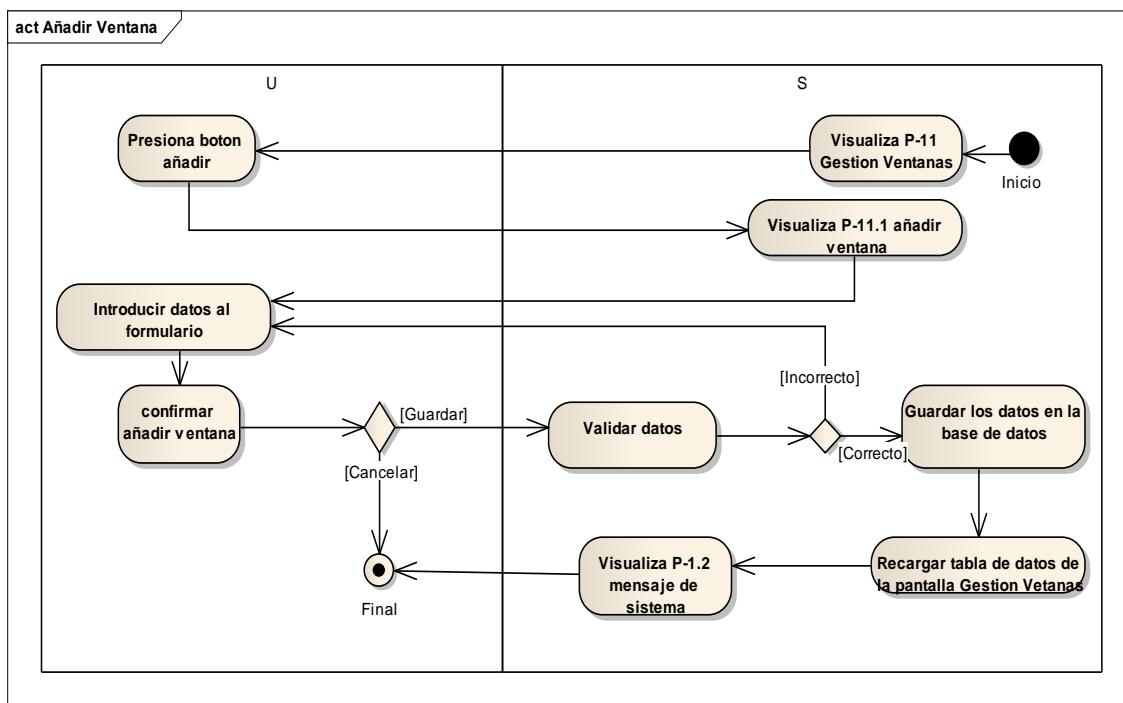 act Añadir Ventana
U
S
Presiona boton
añadir
Visualiza P-11
Gestion Ventanas
Inicio
Visualiza P-11.1 añadir
ventana
Introducir datos al
formulario
[Incorrecto]
confirmar
añadir ventana
[Guardar]
Validar datos
Guardar los datos en la
base de datos
[Correcto]
[Cancelar]
Visualiza P-1.2
mensaje de
sistema
Recargar tabla de datos de
la pantalla Gestion Vetanas
Final